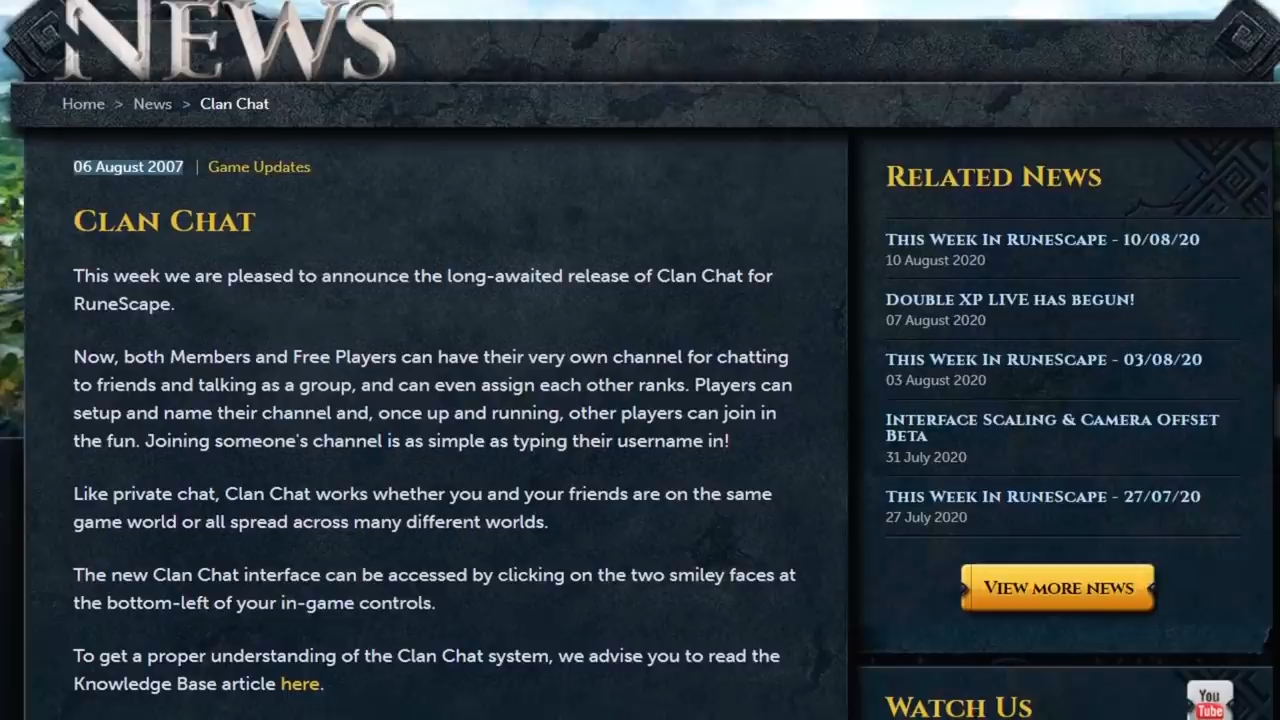 NEWS
Home > News > Clan Chat
06 August 2007 | Game Updates
CLAN CHAT
This week we are pleased to announce the long-awaited release of Clan Chat for
RuneScape.
Now, both Members and Free Players can have their very own channel for chatting
to friends and talking as a group, and can even assign each other ranks. Players can
setup and name their channel and, once up and running, other players can join in
the fun. Joining someone's channel is as simple as typing their username in!
Like private chat, Clan Chat works whether you and your friends are on the same
game world or all spread across many different worlds.
The new Clan Chat interface can be accessed by clicking on the two smiley faces at
the bottom-left of your in-game controls.
To get a proper understanding of the Clan Chat system, we advise you to read the
Knowledge Base article here.
RELATED NEWS
THIS WEEK IN RUNESCAPE - 10/08/20
10 August 2020
DOUBLE XP LIVE HAS BEGUN!
07 August 2020
THIS WEEK IN RUNESCAPE - 03/08/20
03 August 2020
INTERFACE SCALING & CAMERA OFFSET
BETA
31 July 2020
THIS WEEK IN RUNESCAPE - 27/07/20
27 July 2020
VIEW MORE NEWS
WATCH US
You
Tube